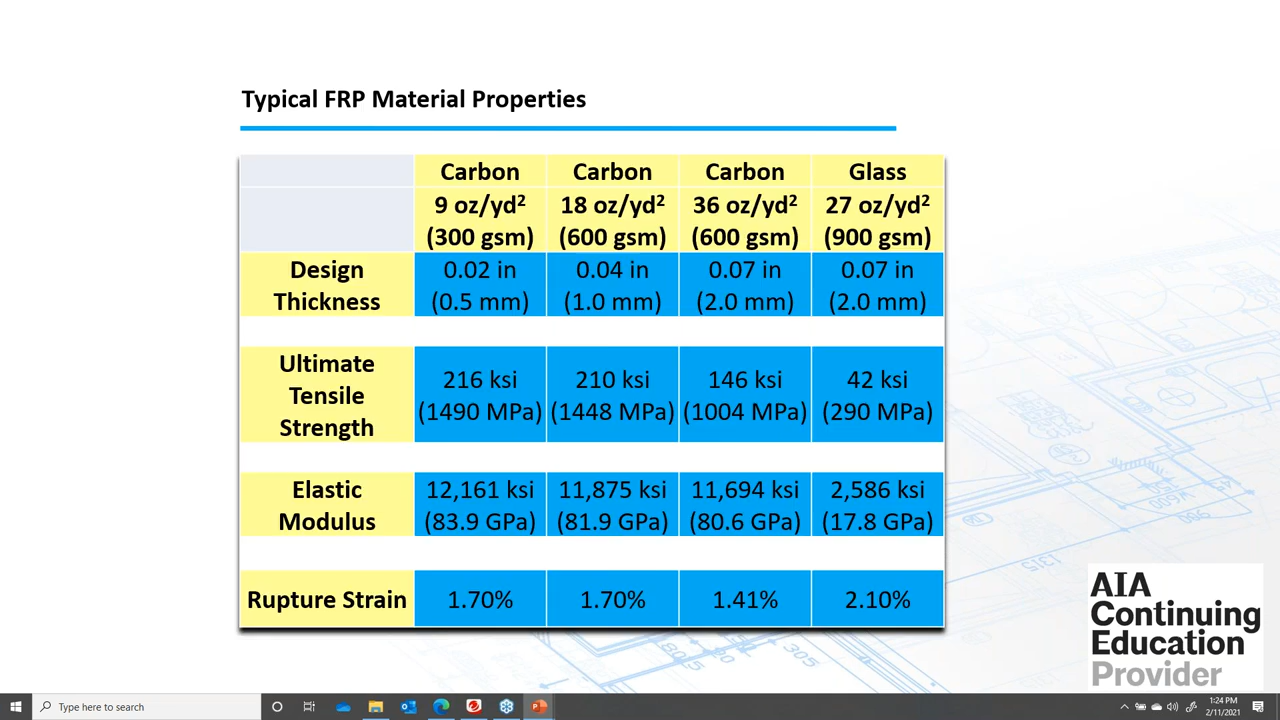 Typical FRP Material Properties
Carbon Carbon Carbon Glass
9 oz/yd² 18 oz/yd² 36 oz/yd² 27 oz/yd²
(300 gsm) (600 gsm) (600 gsm) (900 gsm)
Design 0.02 in 0.04 in 0.07 in 0.07 in
Thickness (0.5 mm) (1.0 mm) (2.0 mm) (2.0 mm)
Ultimate
Tensile
Strength
216 ksi 210 ksi 146 ksi 42 ksi
(1490 MPa) (1448 MPa) (1004 MPa) (290 MPa)
Elastic 12,161 ksi 11,875 ksi 11,694 ksi 2,586 ksi
Modulus (83.9 GPa) (81.9 GPa) (80.6 GPa) (17.8 GPa)
Rupture Strain 1.70% 1.70% 1.41% 2.10%
1315
305
AIA
Continuing
Education
Provider
Type here to search
1:24 PM
2/11/2021